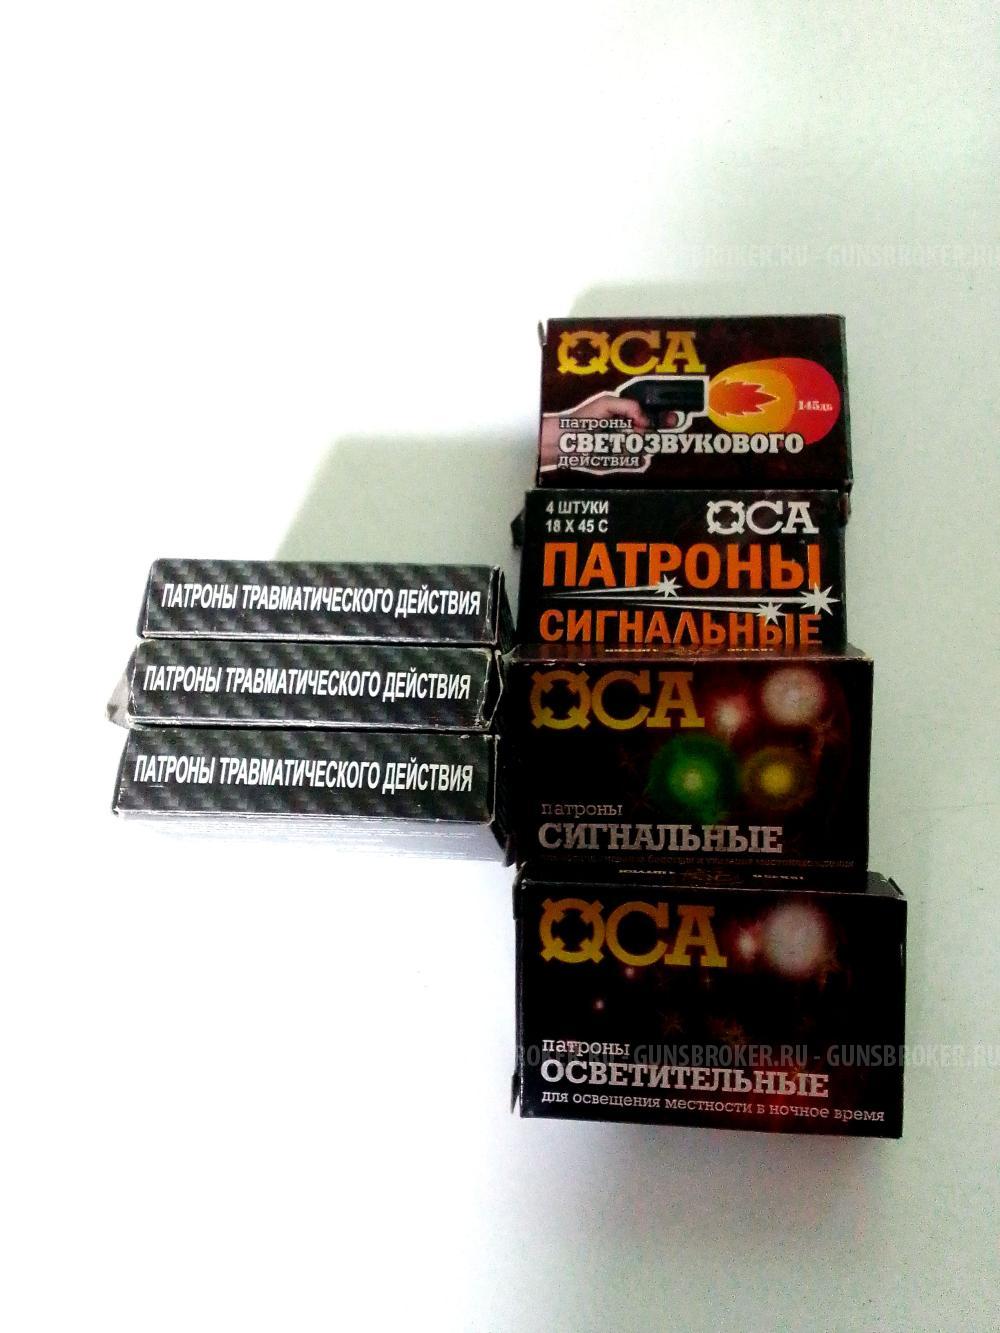 BROKER.RU - GUNSBROKER.RU
ОСА
145дБ
патроны
СВЕТОЗВУКОВОГО
действия
4 ШТУКИ
18 X 45 С
ОСА
ПАТРОНЫ
СИГНАЛЬНЫЕ
ПАТРОНЫ ТРАВМАТИЧЕСКОГО ДЕЙСТВИЯ
ПАТРОНЫ ТРАВМАТИЧЕСКОГО ДЕЙСТВИЯ
ПАТРОНЫ ТРАВМАТИЧЕСКОГО ДЕЙСТВИЯ
ОСА
патроны
СИГНАЛЬНЫЕ
ОСА
патроны
ОСВЕТИТЕЛЬНЫЕ
для освещения местности в ночное время
BROKER.RU - GUNSBROKER.RU - GUNSBROKER.RU